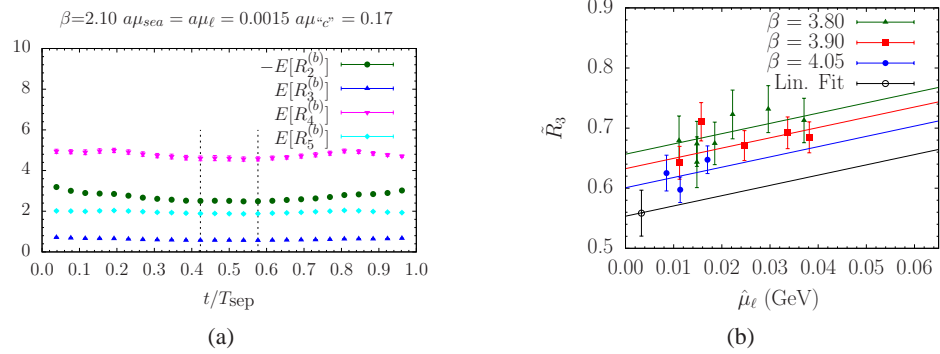 β=2.10 aμsea = aμℓ = 0.0015 aμ“c” = 0.17
10
8
6
4
2
0
−E[R₂⁽ᵇ⁾]
E[R₃⁽ᵇ⁾]
E[R₄⁽ᵇ⁾]
E[R₅⁽ᵇ⁾]
0.0 0.1 0.2 0.3 0.4 0.5 0.6 0.7 0.8 0.9 1.0
t/Tsep
(a)
0.9
0.8
0.7
0.6
0.5
R̃₃
β = 3.80
β = 3.90
β = 4.05
Lin. Fit
0.00 0.01 0.02 0.03 0.04 0.05 0.06
μ̂ℓ (GeV)
(b)